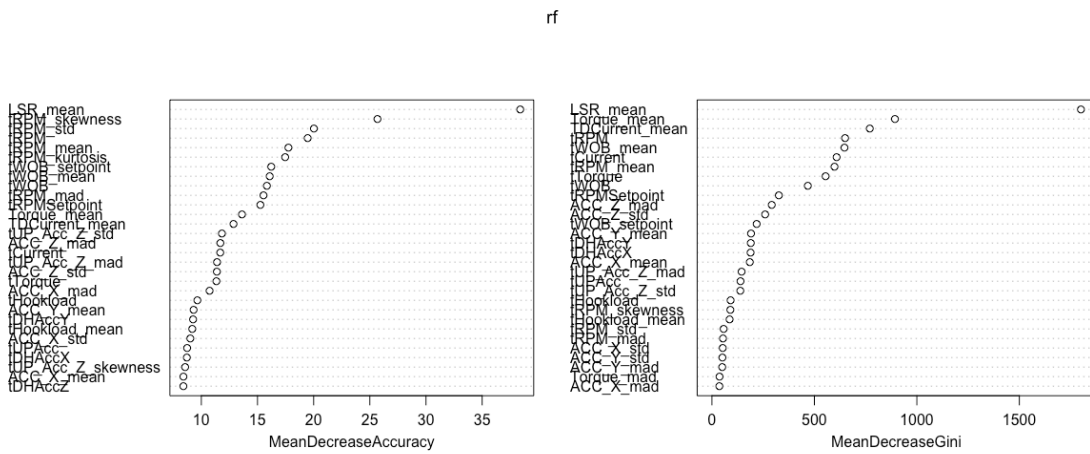 rf
LSR_mean
tRPM_skewness
tRPM_std
tRPM
tRPM_mean
tRPM_kurtosis
tWOB_setpoint
tWOB_mean
tWOB
tRPM_mad
tRPMSetpoint
Torque_mean
TDCurrent_mean
tUP_Acc_Z_std
ACC_Z_mad
tCurrent
tUP_Acc_Z_mad
ACC_Z_std
tTorque
ACC_X_mad
tHookload
ACC_Y_mean
tDHAccY
tHookload_mean
ACC_X_std
tUPAcc
tDHAccX
tUP_Acc_Z_skewness
ACC_X_mean
tDHAccZ
10 15 20 25 30 35
MeanDecreaseAccuracy
LSR_mean
Torque_mean
TDCurrent_mean
tRPM
tWOB_mean
tCurrent
tRPM_mean
tTorque
tWOB
tRPMSetpoint
ACC_Z_mad
ACC_Z_std
tWOB_setpoint
ACC_Y_mean
tDHAccY
tDHAccX
ACC_X_mean
tUP_Acc_Z_mad
tUPAcc
tUP_Acc_Z_std
tHookload
tRPM_skewness
tHookload_mean
tRPM_std
tRPM_mad
ACC_X_std
ACC_Y_std
ACC_Y_mad
Torque_mad
ACC_X_mad
0 500 1000 1500
MeanDecreaseGini